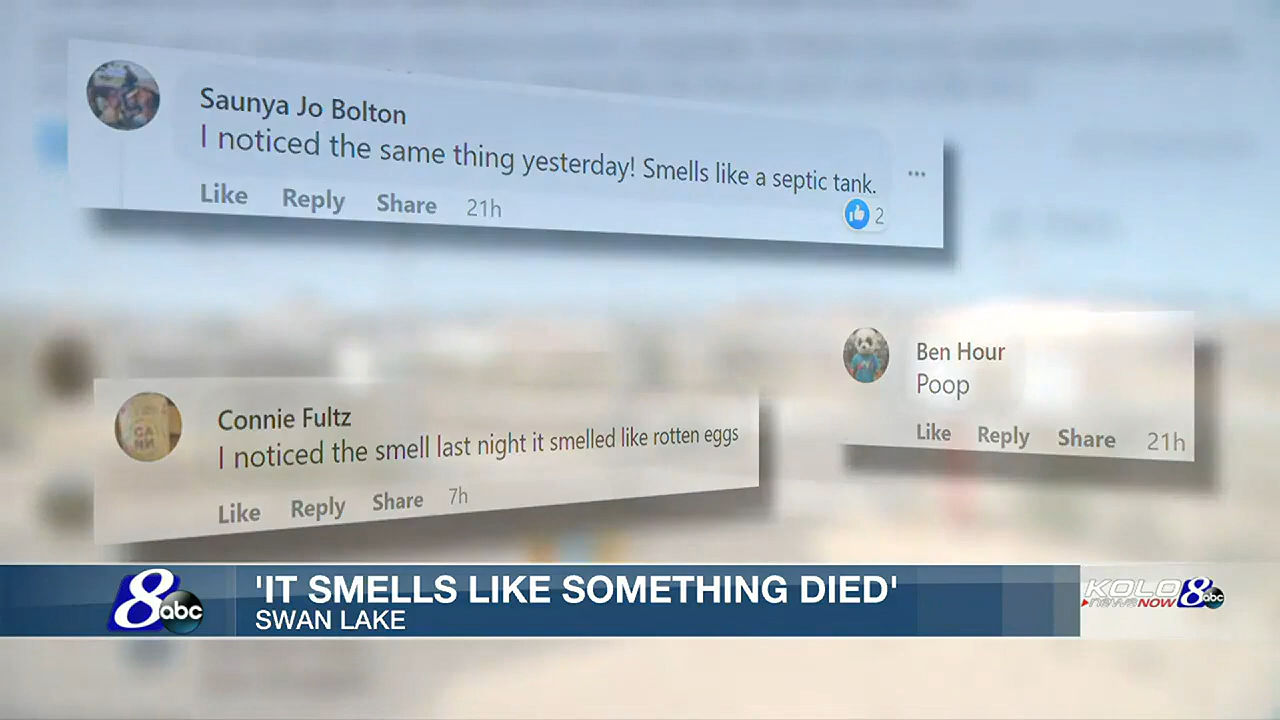 Saunya Jo Bolton
I noticed the same thing yesterday! Smells like a septic tank.
Like Reply Share 21h
2
Ben Hour
Poop
Like Reply Share 21h
Connie Fultz
I noticed the smell last night it smelled like rotten eggs
Like Reply Share 7h
8 abc
'IT SMELLS LIKE SOMETHING DIED'
SWAN LAKE
KOLO 8 abc
news NOW